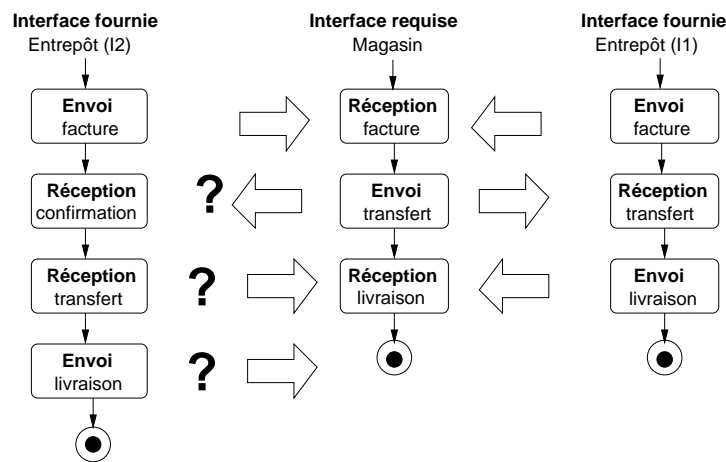 Interface fournie
Entrepôt (I2)
Envoi
facture
Réception
confirmation
Réception
transfert
Envoi
livraison
?
?
?
Interface requise
Magasin
Réception
facture
Envoi
transfert
Réception
livraison
Interface fournie
Entrepôt (I1)
Envoi
facture
Réception
transfert
Envoi
livraison